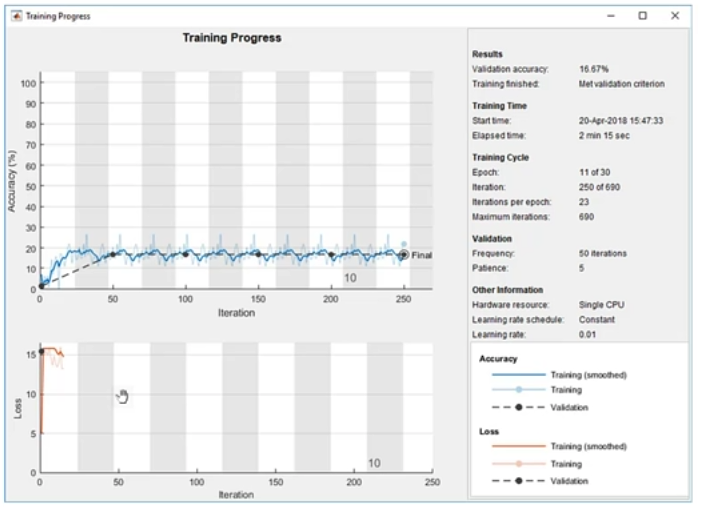 Training Progress
Training Progress
100
90
80
70
60
50
40
30
20
10
0
Accuracy (%)
Final
10
0 50 100 150 200 250
Iteration
15
10
5
0
Loss
10
0 50 100 150 200 250
Iteration
Results
Validation accuracy: 16.67%
Training finished: Met validation criterion
Training Time
Start time: 20-Apr-2018 15:47:33
Elapsed time: 2 min 15 sec
Training Cycle
Epoch: 11 of 30
Iteration: 250 of 690
Iterations per epoch: 23
Maximum iterations: 690
Validation
Frequency: 50 iterations
Patience: 5
Other Information
Hardware resource: Single CPU
Learning rate schedule: Constant
Learning rate: 0.01
Accuracy
Training (smoothed)
Training
Validation
Loss
Training (smoothed)
Training
Validation